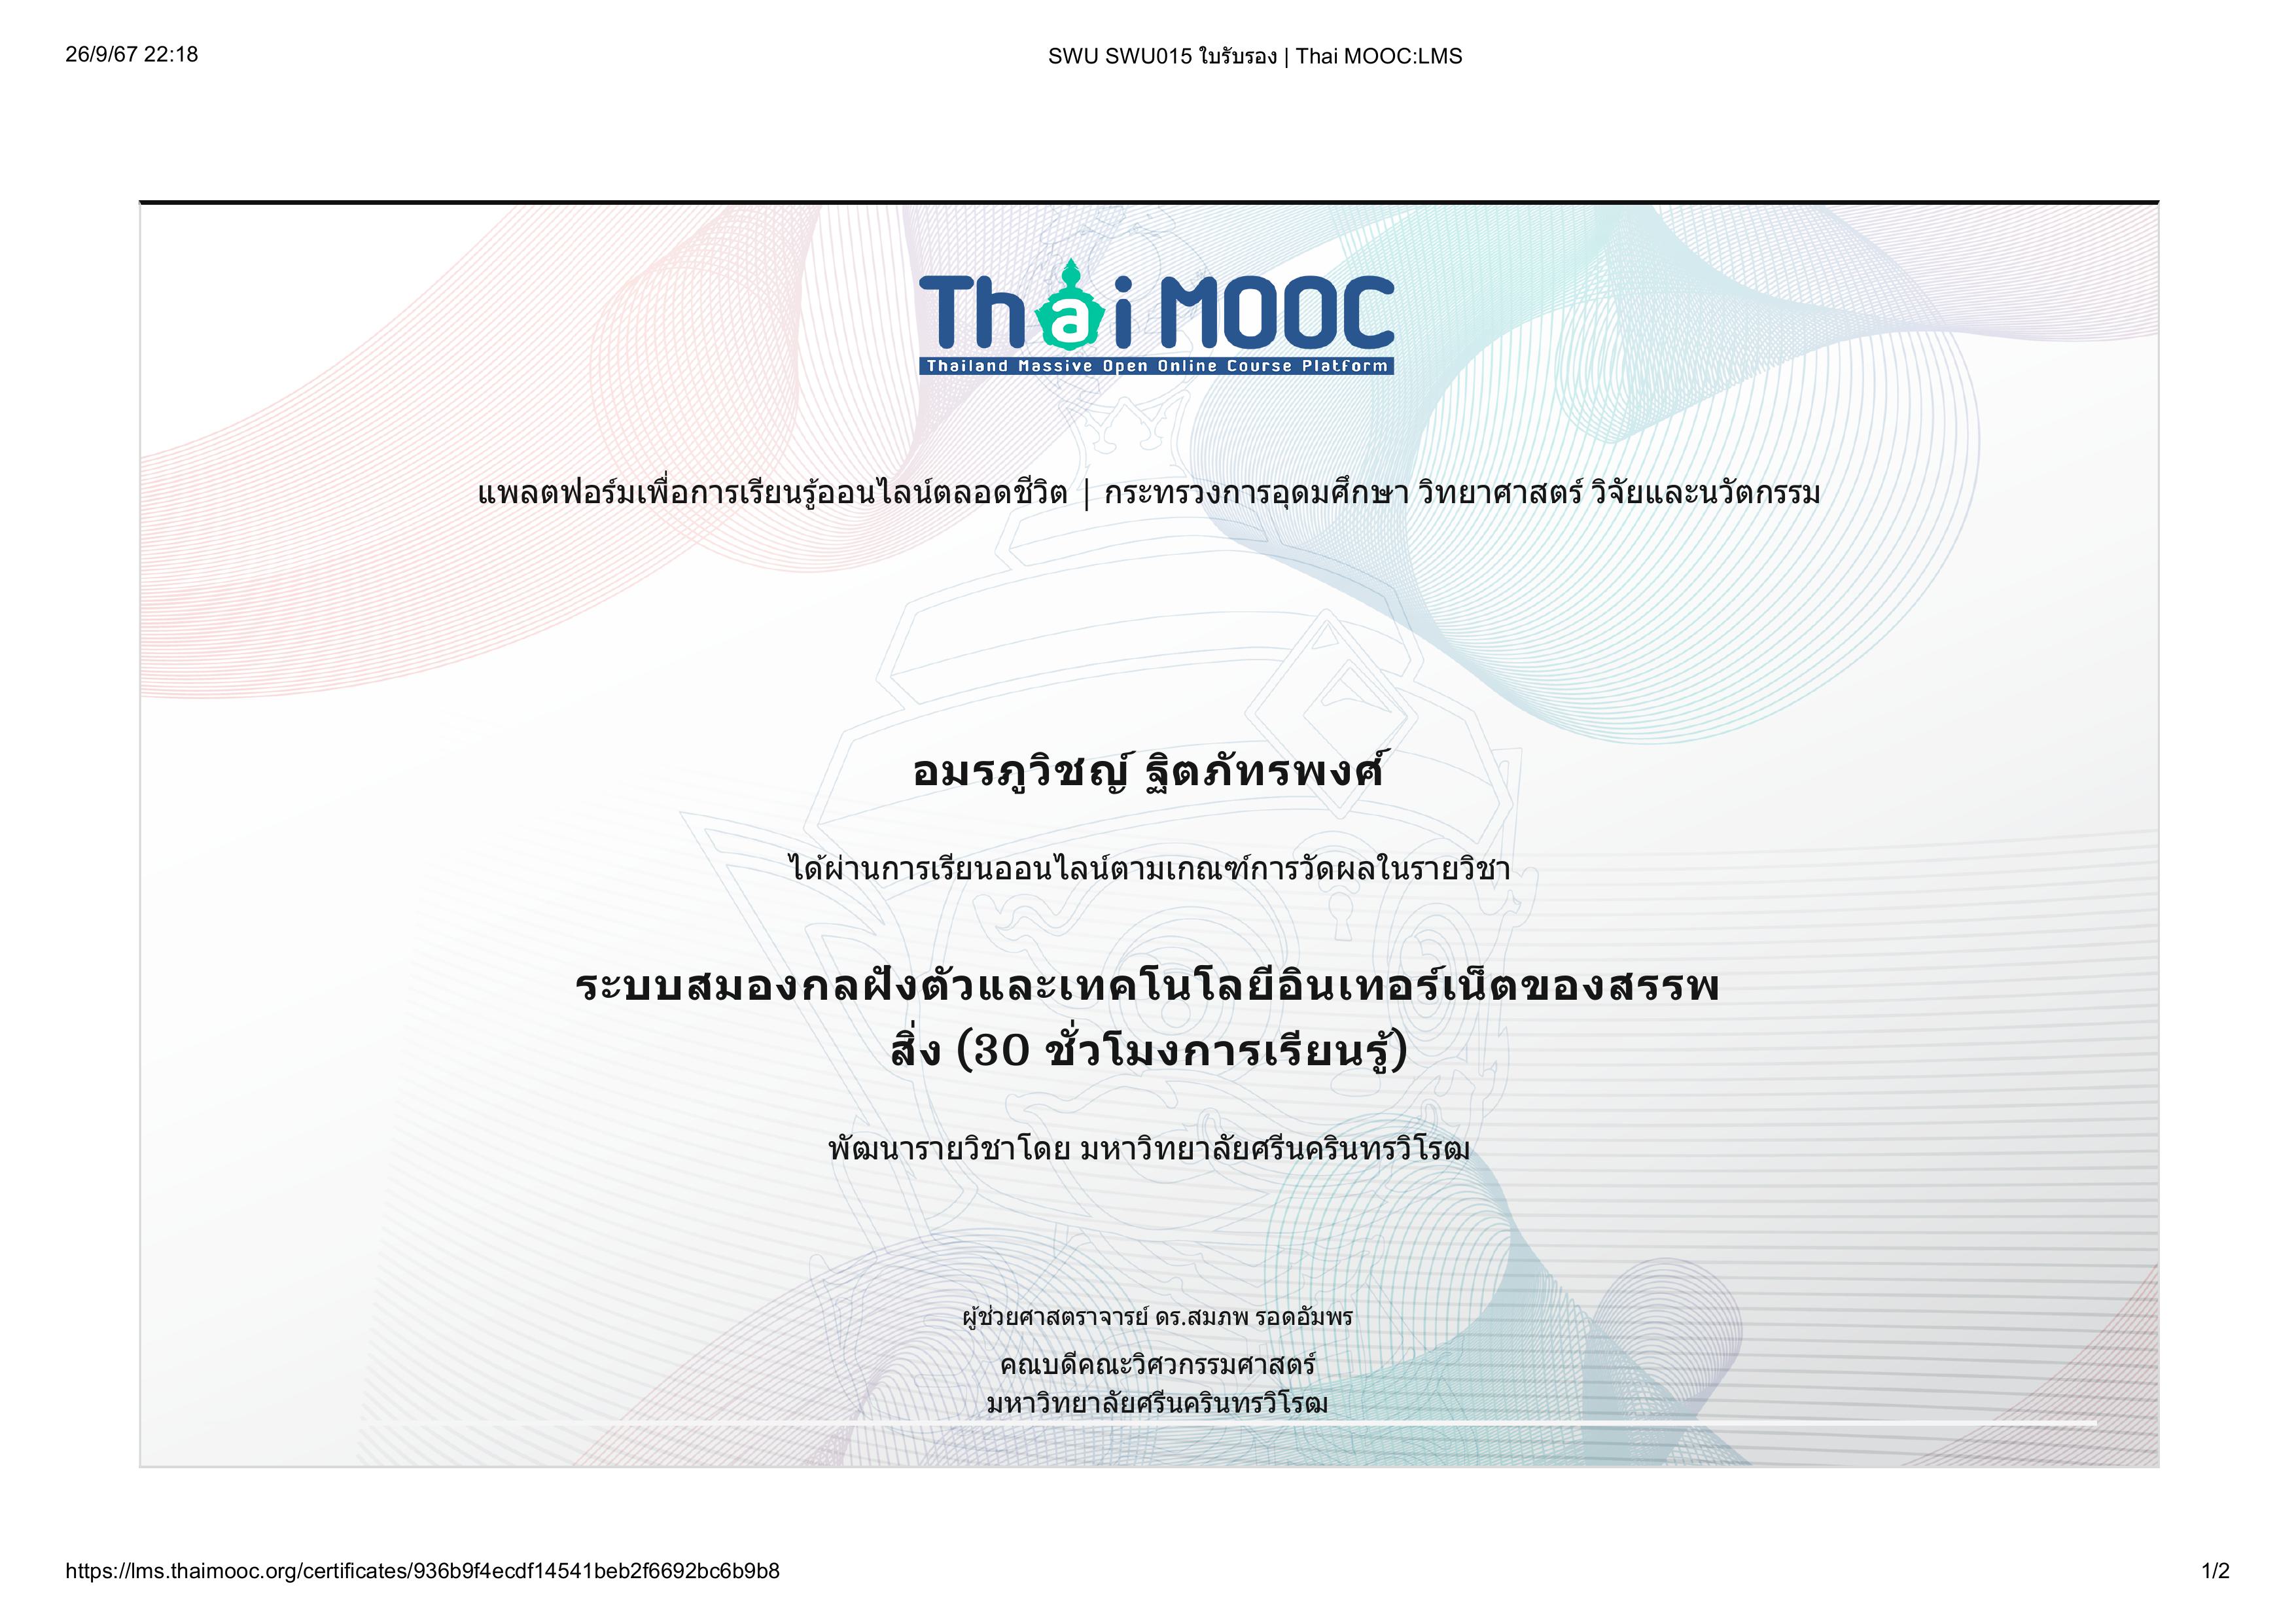 26/9/67 22:18
SWU SWU015 ใบรับรอง | Thai MOOC:LMS
Thai MOOC
Thailand Massive Open Online Course Platform
แพลตฟอร์มเพื่อการเรียนรู้ออนไลน์ตลอดชีวิต | กระทรวงการอุดมศึกษา วิทยาศาสตร์ วิจัยและนวัตกรรม
อมรภูวิชญ์ ฐิตภัทรพงศ์
ได้ผ่านการเรียนออนไลน์ตามเกณฑ์การวัดผลในรายวิชา
ระบบสมองกลฝังตัวและเทคโนโลยีอินเทอร์เน็ตของสรรพ
สิ่ง (30 ชั่วโมงการเรียนรู้)
พัฒนารายวิชาโดย มหาวิทยาลัยศรีนครินทรวิโรฒ
ผู้ช่วยศาสตราจารย์ ดร.สมภพ รอดอัมพร
คณบดีคณะวิศวกรรมศาสตร์
มหาวิทยาลัยศรีนครินทรวิโรฒ
https://lms.thaimooc.org/certificates/936b9f4ecdf14541beb2f6692bc6b9b8
1/2